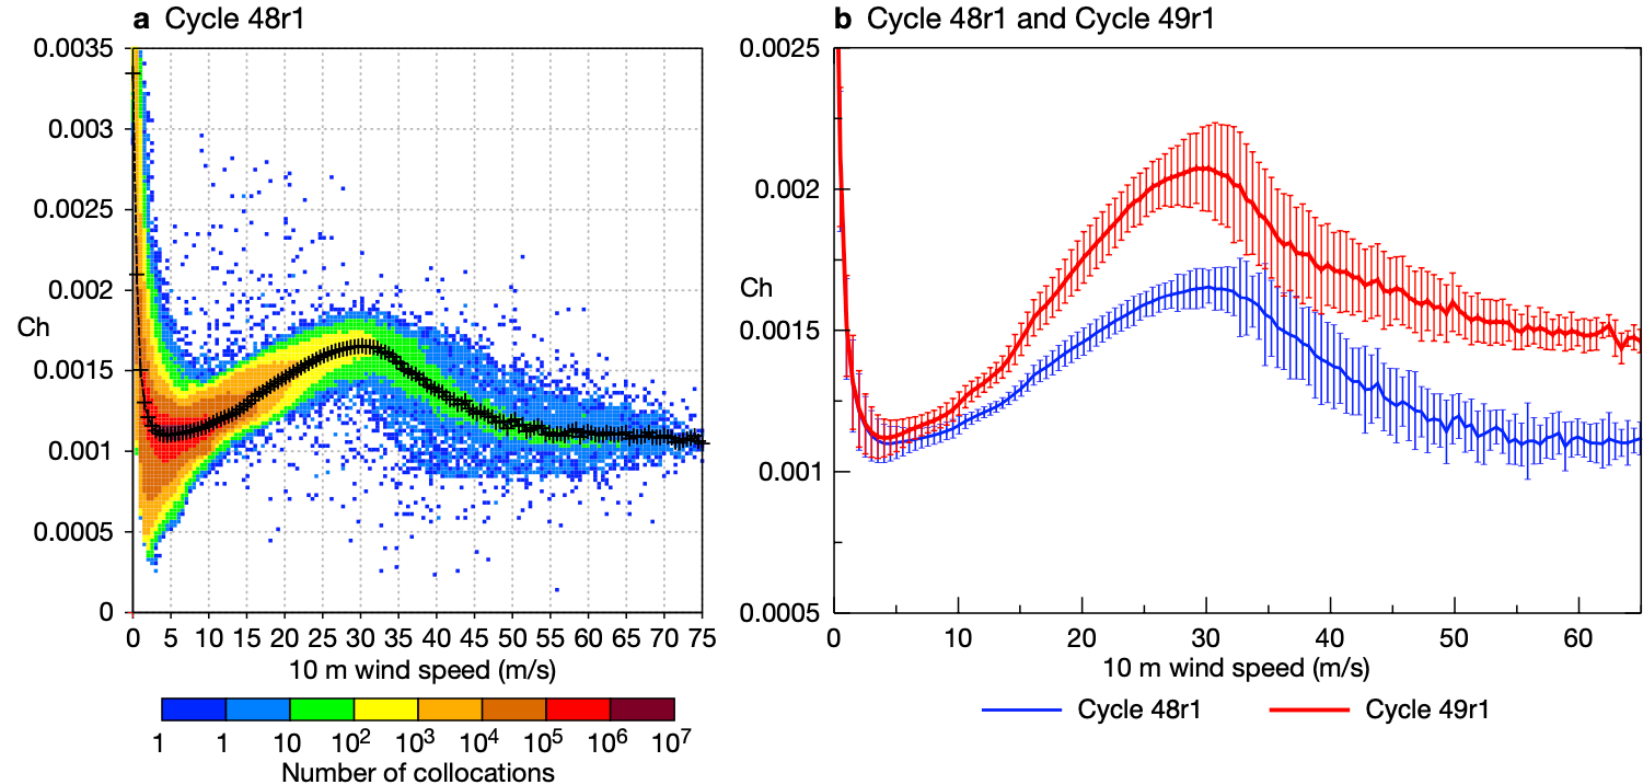 a Cycle 48r1
0.0035
0.003
0.0025
0.002
Ch
0.0015
0.001
0.0005
0
0 5 10 15 20 25 30 35 40 45 50 55 60 65 70 75
10 m wind speed (m/s)
1 1 10 10² 10³ 10⁴ 10⁵ 10⁶ 10⁷
Number of collocations
b Cycle 48r1 and Cycle 49r1
0.0025
0.002
Ch
0.0015
0.001
0.0005
0 10 20 30 40 50 60
10 m wind speed (m/s)
Cycle 48r1 Cycle 49r1